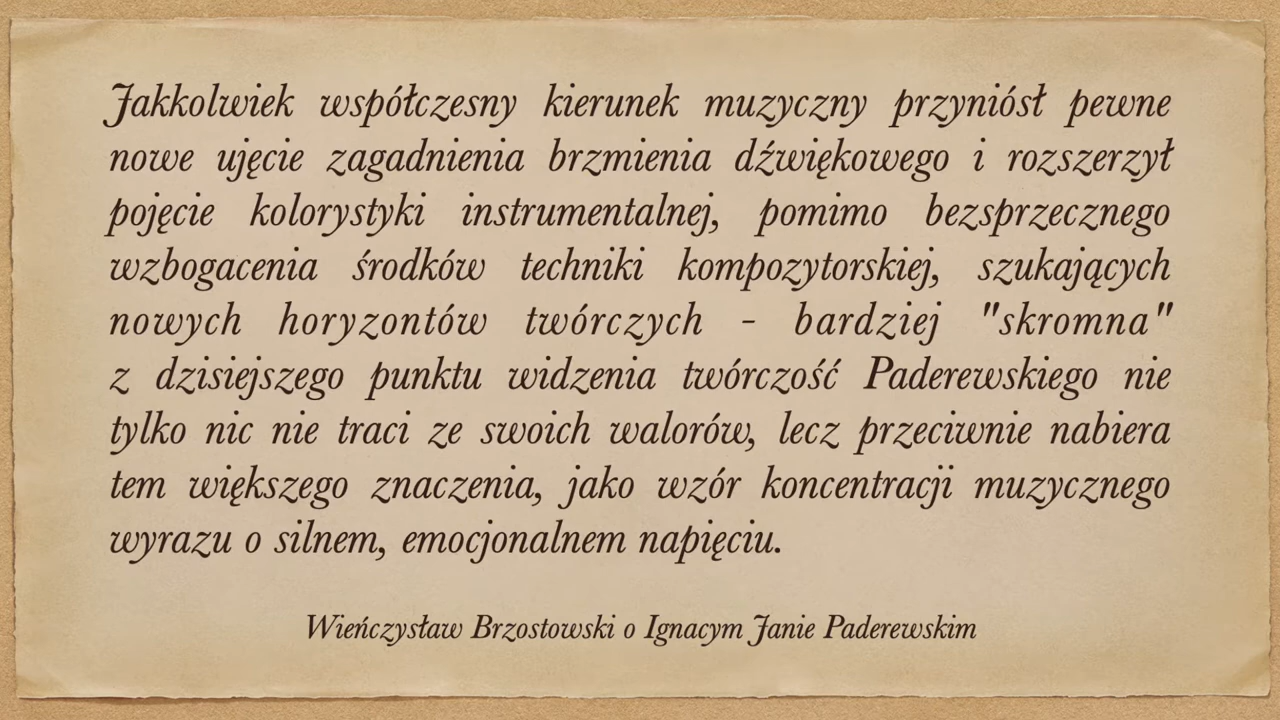 Jakkolwiek współczesny kierunek muzyczny przyniósł pewne
nowe ujęcie zagadnienia brzmienia dźwiękowego i rozszerzył
pojęcie kolorystyki instrumentalnej, pomimo bezsprzecznego
wzbogacenia środków techniki kompozytorskiej, szukających
nowych horyzontów twórczych - bardziej "skromna"
z dzisiejszego punktu widzenia twórczość Paderewskiego nie
tylko nic nie traci ze swoich walorów, lecz przeciwnie nabiera
tem większego znaczenia, jako wzór koncentracji muzycznego
wyrazu o silnem, emocjonalnem napięciu.
Wieńczysław Brzostowski o Ignacym Janie Paderewskim